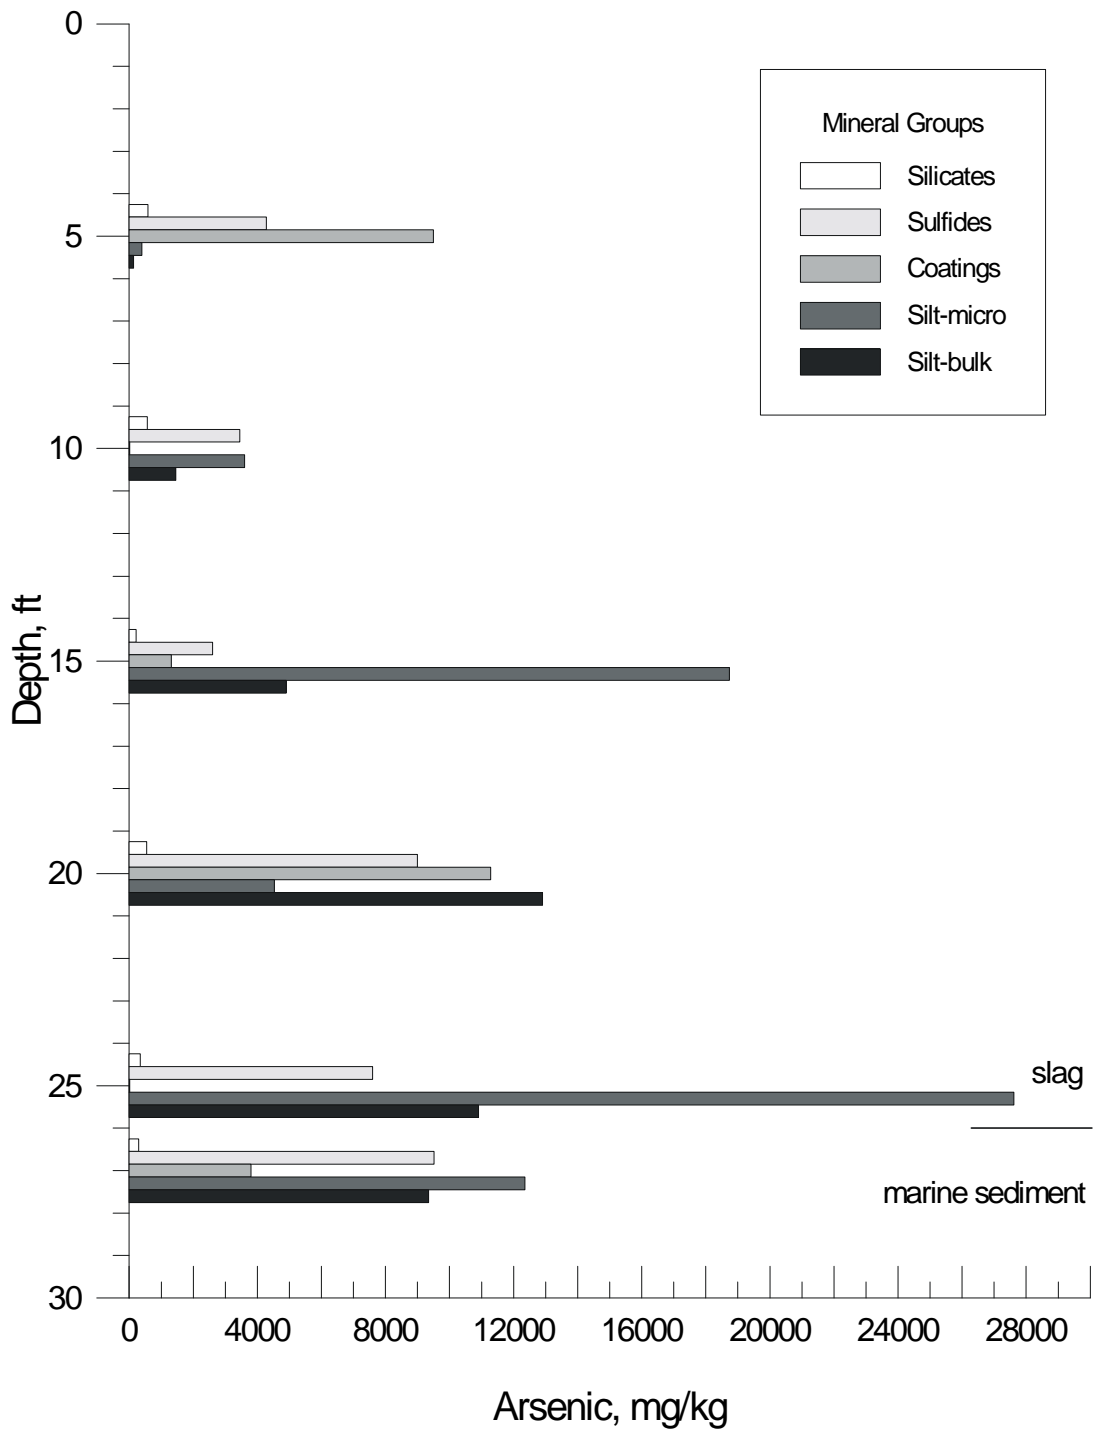 0
Mineral Groups
Silicates
Sulfides
Coatings
Silt-micro
Silt-bulk
5
10
15
20
25
30
Depth, ft
slag
marine sediment
0 4000 8000 12000 16000 20000 24000 28000
Arsenic, mg/kg